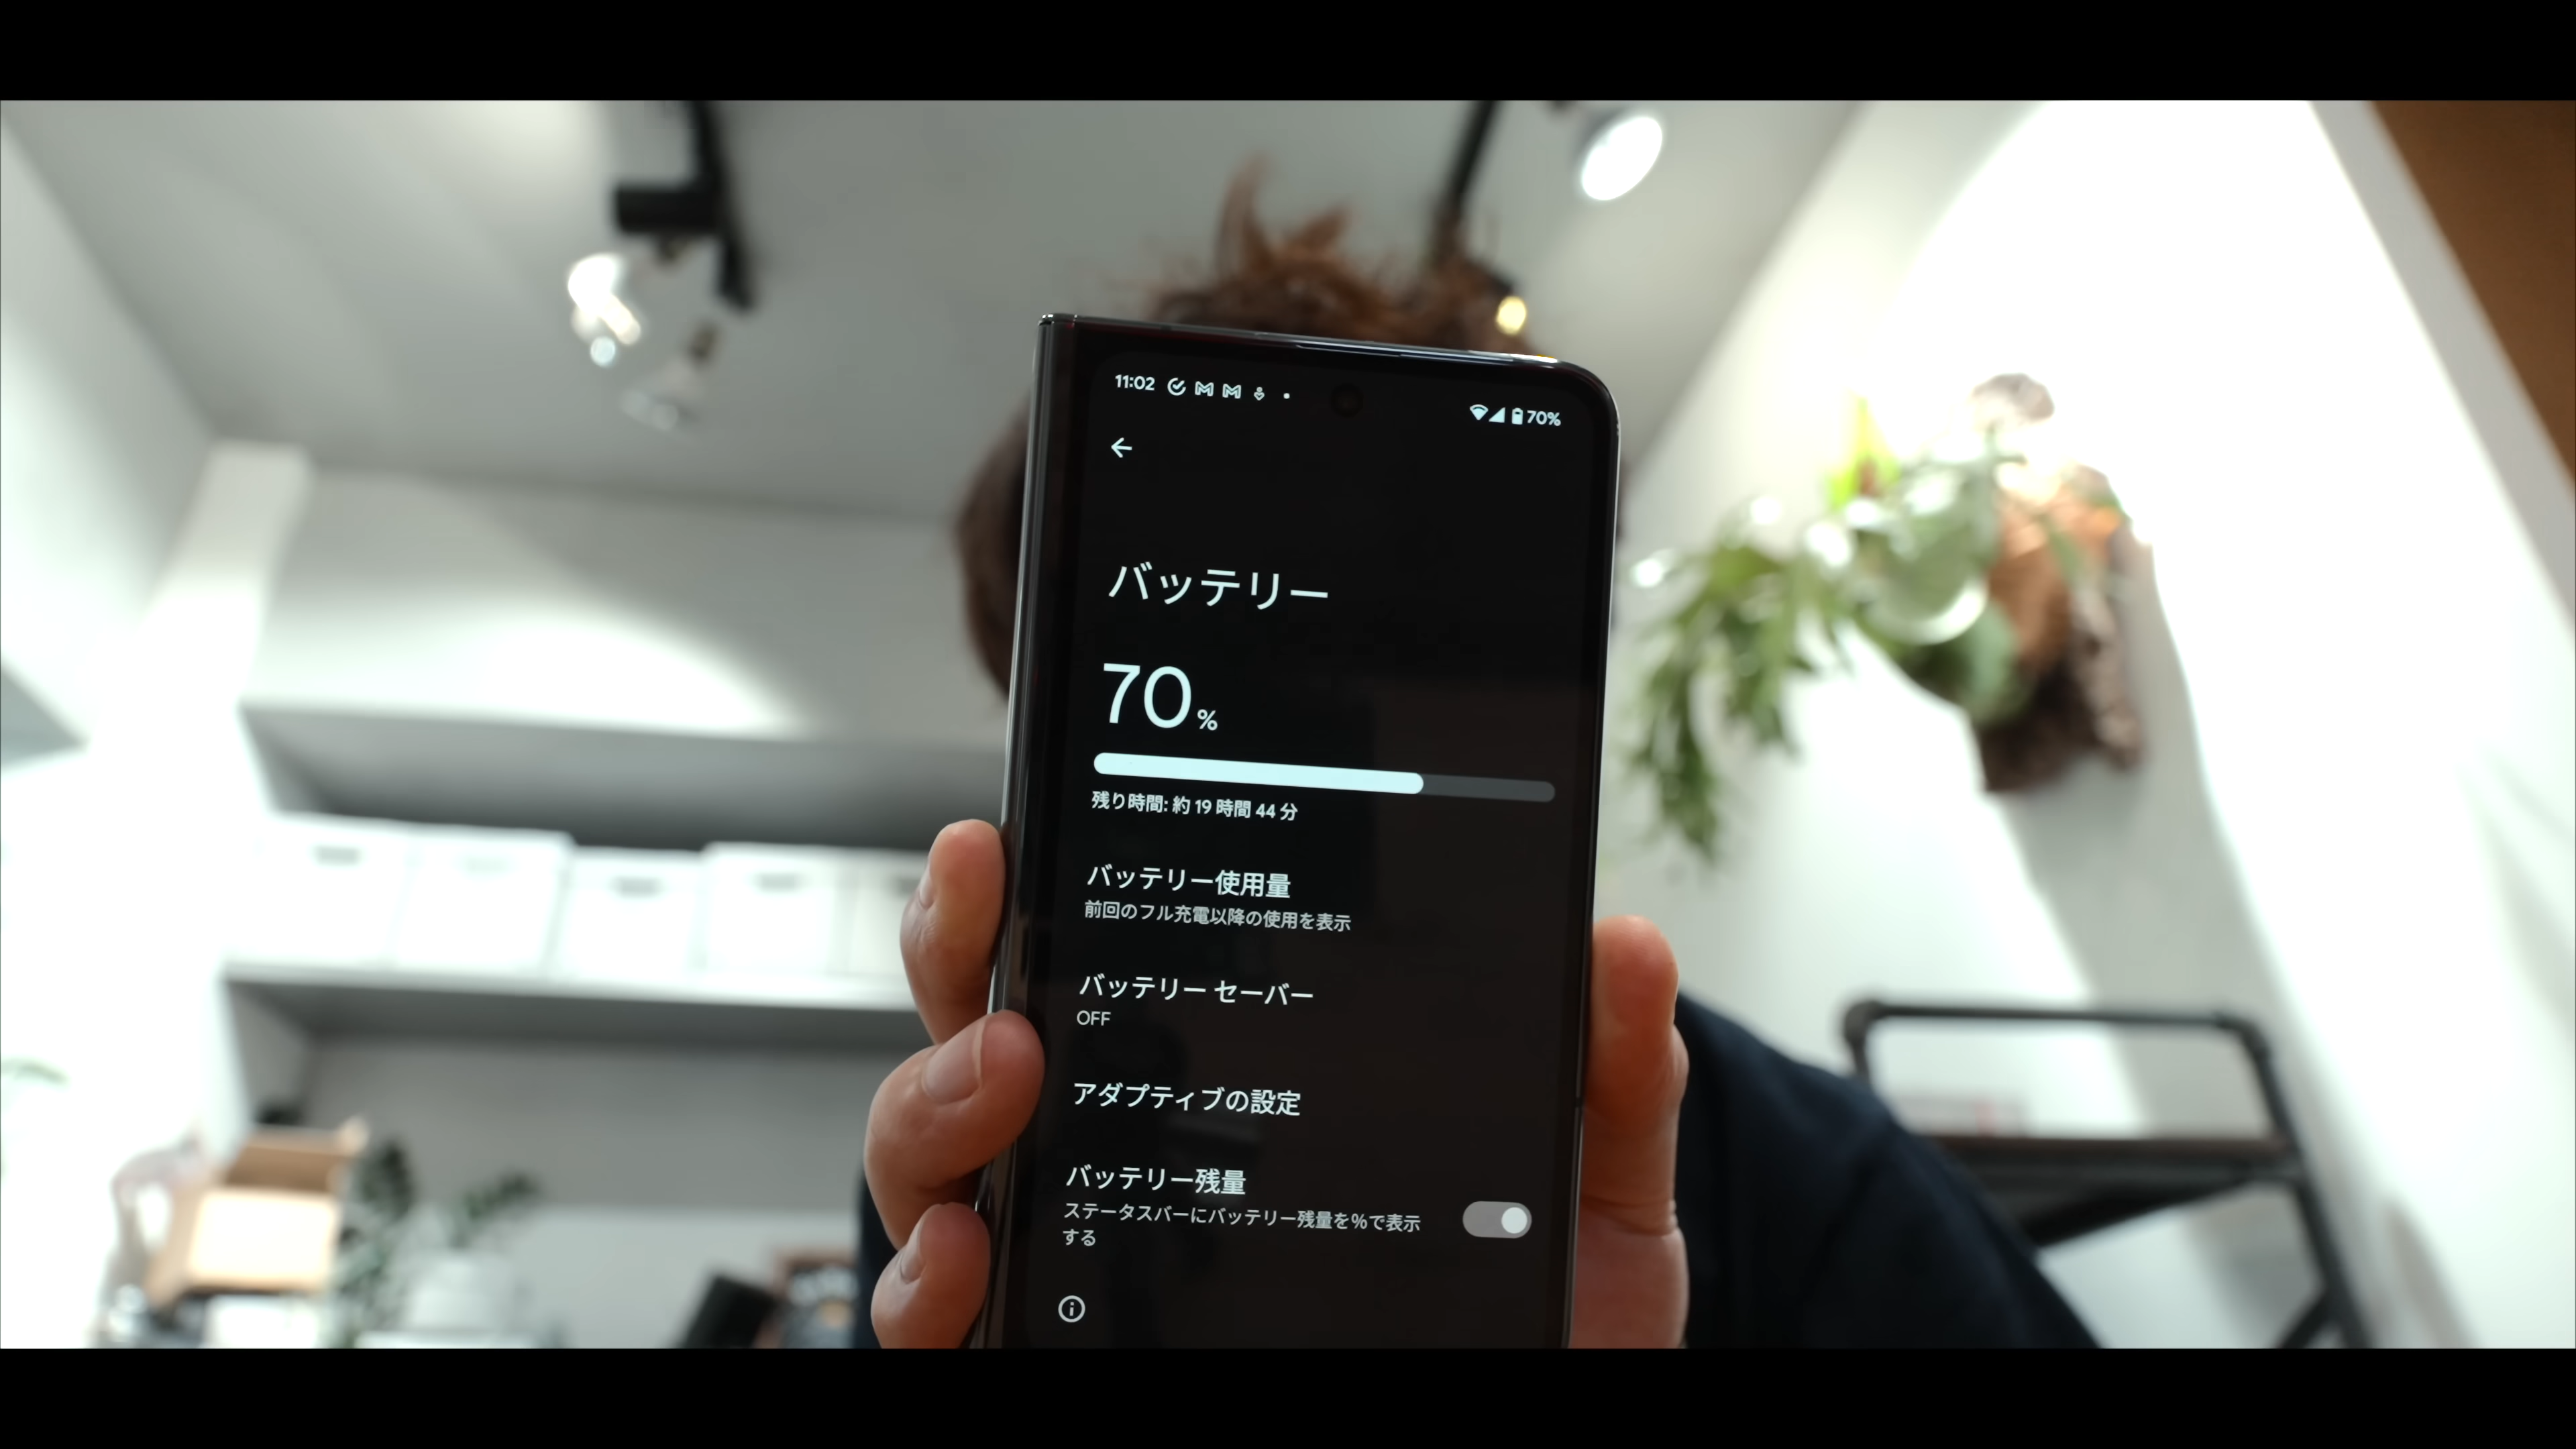 11:02
70%
バッテリー
70%
残り時間: 約 19 時間 44 分
バッテリー使用量
前回のフル充電以降の使用を表示
バッテリー セーバー
OFF
アダプティブの設定
バッテリー残量
ステータスバーにバッテリー残量を%で表示
する